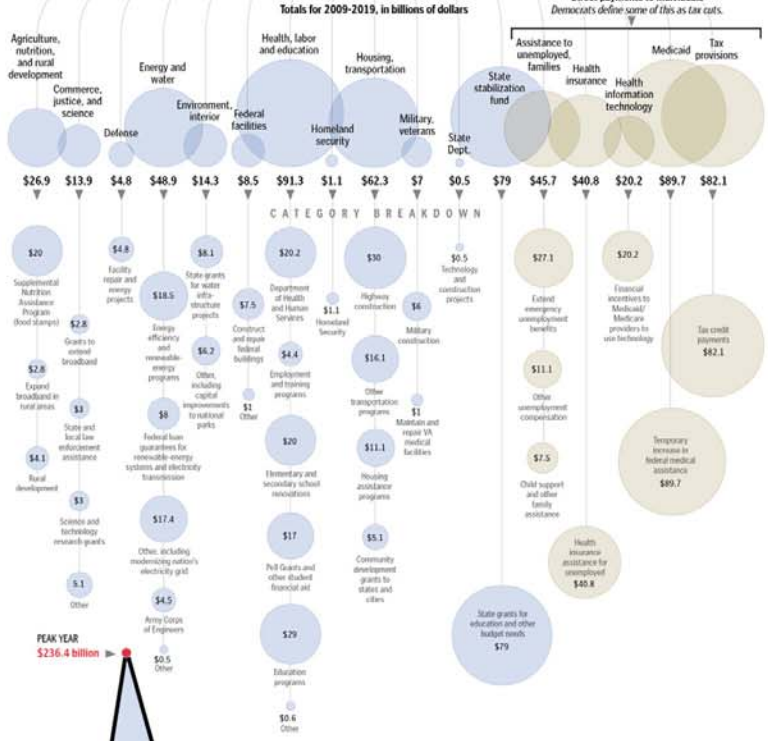 Totals for 2009-2019, in billions of dollars
Democrats define some of this as tax cuts.
Agriculture,
nutrition,
and rural
development
Commerce,
justice, and
science
Defense
Energy and
water
Environment,
interior
Federal
facilities
Health, labor
and education
Homeland
security
Housing,
transportation
Military,
veterans
State
Dept.
State
stabilization
fund
Assistance to
unemployed,
families
Health
insurance
Health
information
technology
Medicaid
Tax
provisions
$26.9 $13.9 $4.8 $48.9 $14.3 $8.5 $91.3 $1.1 $62.3 $7 $0.5 $79 $45.7 $40.8 $20.2 $89.7 $82.1
CATEGORY BREAKDOWN
$20
Supplemental
Nutrition
Assistance
Program
(food stamps)
$2.8
Expand
broadband in
rural areas
$4.1
Rural
development
$2.8
Grants to
extend
broadband
$3
State and
local law
enforcement
assistance
$3
Science and
technology
research grants
5.1
Other
$4.8
Facility
repair and
energy
projects
$18.5
Energy
efficiency
and
renewable-
energy
programs
$8
Federal loan
guarantees for
renewable-energy
systems and electricity
transmission
$17.4
Other, including
modernizing nation's
electricity grid
$4.5
Army Corps
of Engineers
$0.5
Other
$8.1
State grants
for water
infra-
structure
projects
$6.2
Other,
including
capital
improvements
to national
parks
$7.5
Construct
and repair
federal
buildings
$1
Other
$20.2
Department
of Health
and Human
Services
$4.4
Employment
and training
programs
$20
Elementary and
secondary school
renovations
$17
Pell Grants and
other student
financial aid
$29
Education
programs
$0.6
Other
$1.1
Homeland
Security
$30
Highway
construction
$16.1
Other
transportation
programs
$11.1
Housing
assistance
programs
$5.1
Community
development
grants to
states and
cities
$6
Military
construction
$1
Maintain and
repair VA
medical
facilities
$0.5
Technology
and
construction
projects
State grants for
education and other
budget needs
$79
$27.1
Extend
emergency
unemployment
benefits
$11.1
Other
unemployment
compensation
$7.5
Child support
and other
family
assistance
Health
insurance
assistance for
unemployed
$40.8
$20.2
Financial
incentives to
Medicaid/
Medicare
providers to
use technology
Temporary
increase in
federal medical
assistance
$89.7
Tax credit
payments
$82.1
PEAK YEAR
$236.4 billion